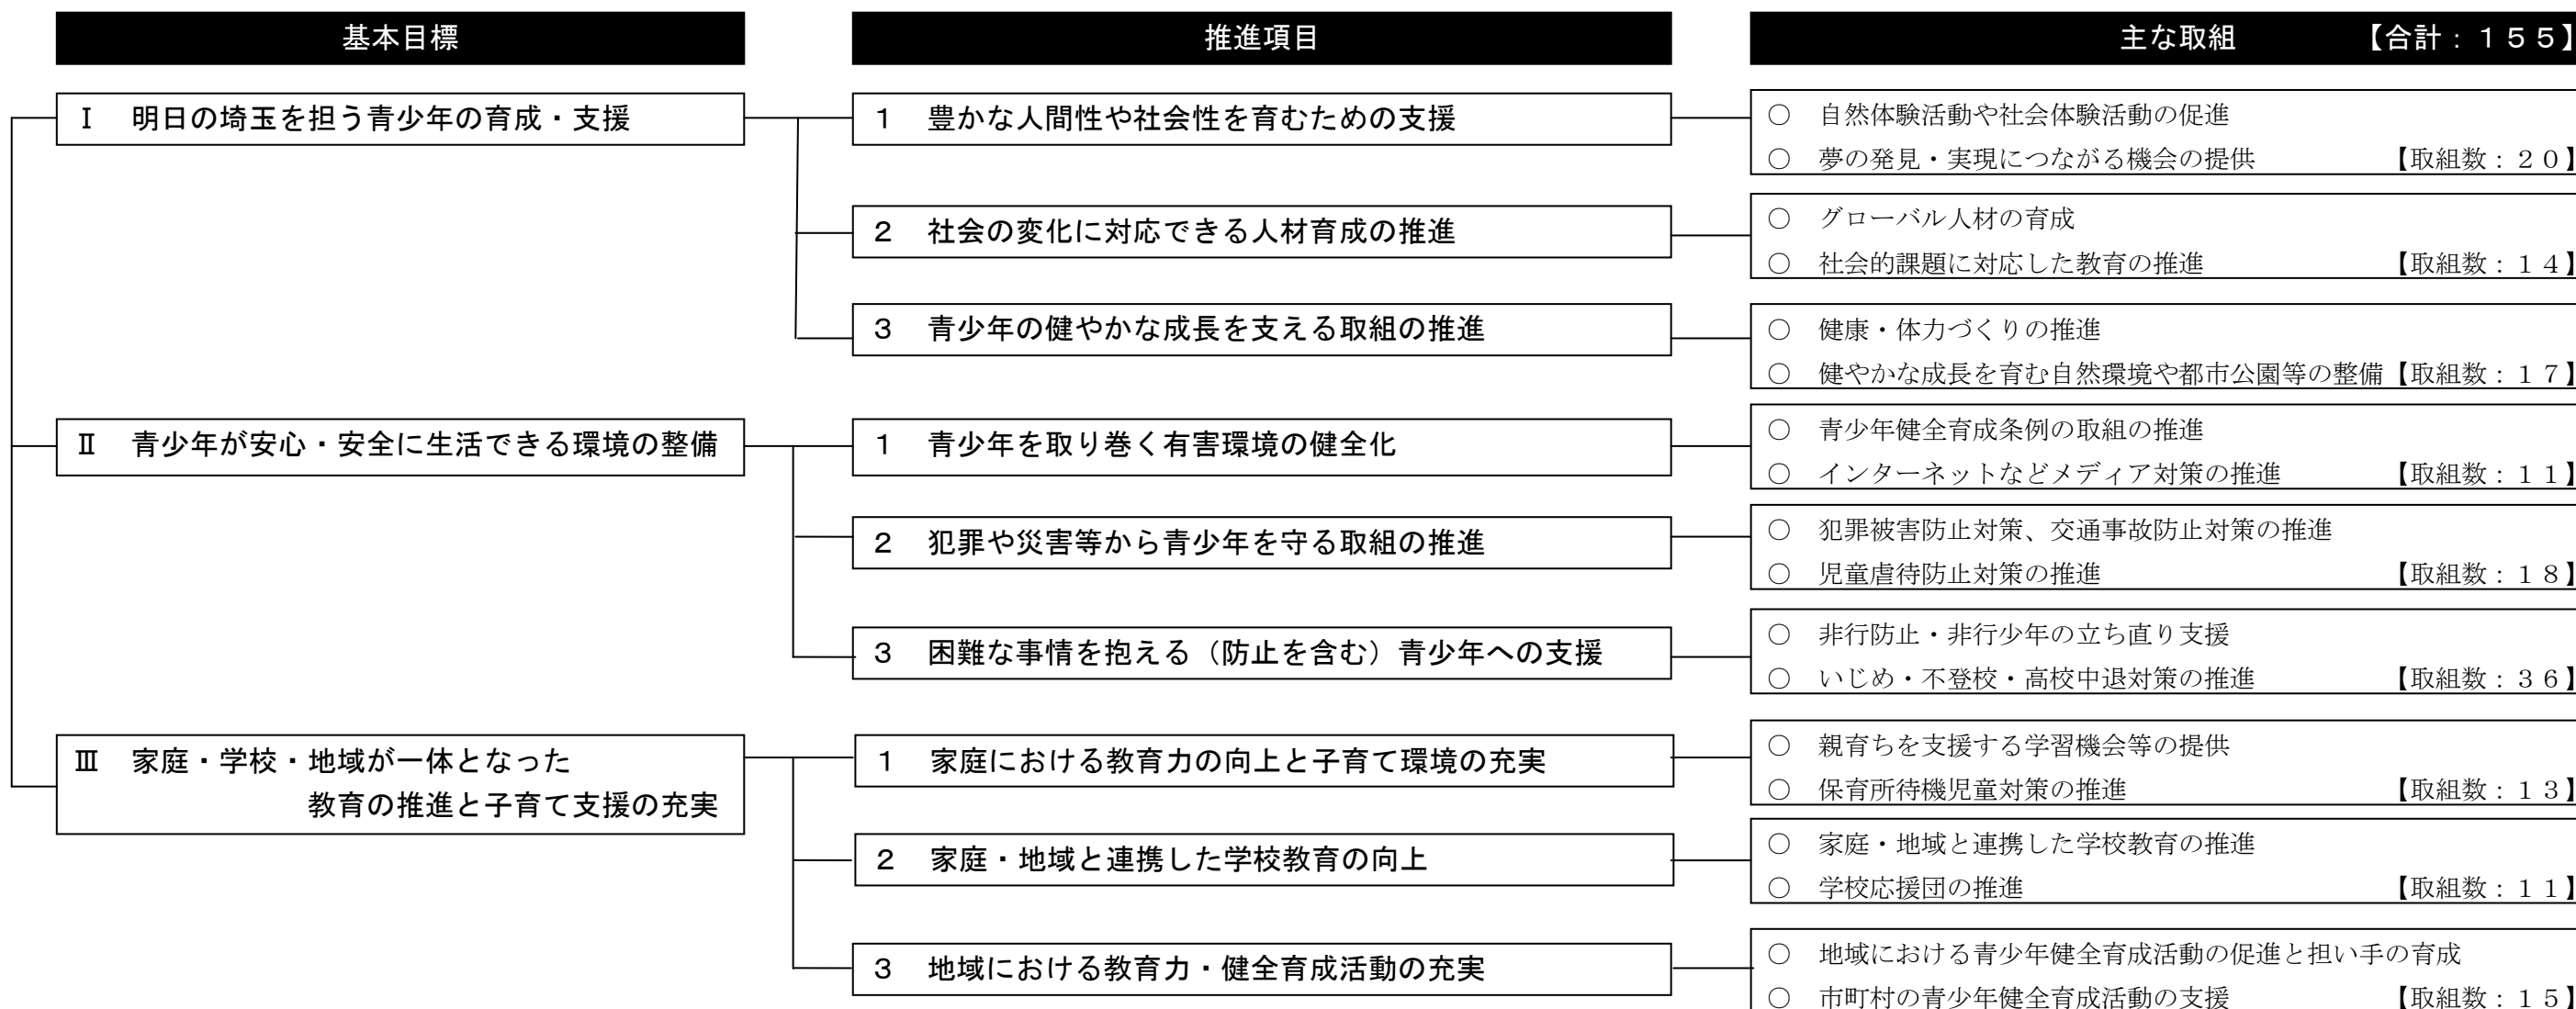 基本目標
推進項目
主な取組　【合計：１５５】
Ⅰ　明日の埼玉を担う青少年の育成・支援
１　豊かな人間性や社会性を育むための支援
○　自然体験活動や社会体験活動の促進
○　夢の発見・実現につながる機会の提供　【取組数：２０】
２　社会の変化に対応できる人材育成の推進
○　グローバル人材の育成
○　社会的課題に対応した教育の推進　【取組数：１４】
３　青少年の健やかな成長を支える取組の推進
○　健康・体力づくりの推進
○　健やかな成長を育む自然環境や都市公園等の整備【取組数：１７】
Ⅱ　青少年が安心・安全に生活できる環境の整備
１　青少年を取り巻く有害環境の健全化
○　青少年健全育成条例の取組の推進
○　インターネットなどメディア対策の推進　【取組数：１１】
２　犯罪や災害等から青少年を守る取組の推進
○　犯罪被害防止対策、交通事故防止対策の推進
○　児童虐待防止対策の推進　【取組数：１８】
３　困難な事情を抱える（防止を含む）青少年への支援
○　非行防止・非行少年の立ち直り支援
○　いじめ・不登校・高校中退対策の推進　【取組数：３６】
Ⅲ　家庭・学校・地域が一体となった
教育の推進と子育て支援の充実
１　家庭における教育力の向上と子育て環境の充実
○　親育ちを支援する学習機会等の提供
○　保育所待機児童対策の推進　【取組数：１３】
２　家庭・地域と連携した学校教育の向上
○　家庭・地域と連携した学校教育の推進
○　学校応援団の推進　【取組数：１１】
３　地域における教育力・健全育成活動の充実
○　地域における青少年健全育成活動の促進と担い手の育成
○　市町村の青少年健全育成活動の支援　【取組数：１５】